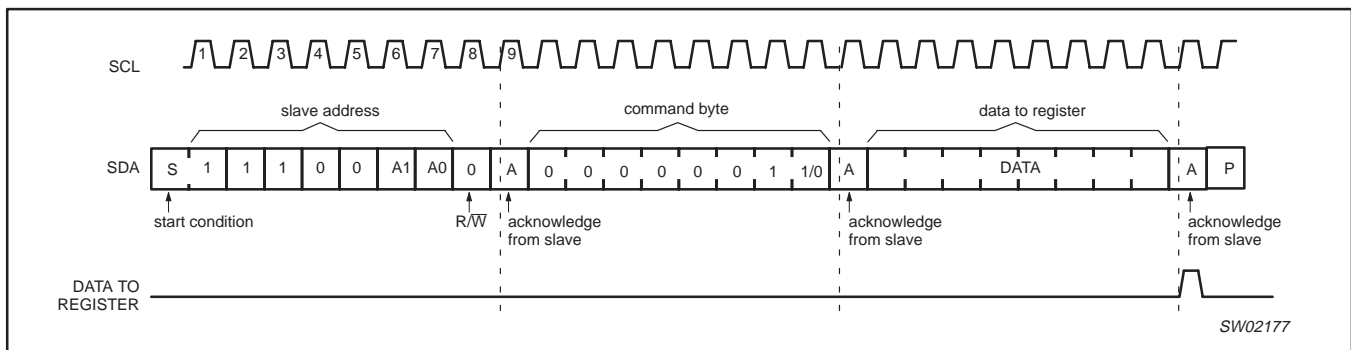 SCL 1 2 3 4 5 6 7 8 9
slave address command byte data to register
SDA S 1 1 1 0 0 A1 A0 0 A 0 0 0 0 0 0 1 1/0 A DATA A P
start condition R/W̅ acknowledge from slave acknowledge from slave acknowledge from slave
DATA TO
REGISTER
SW02177